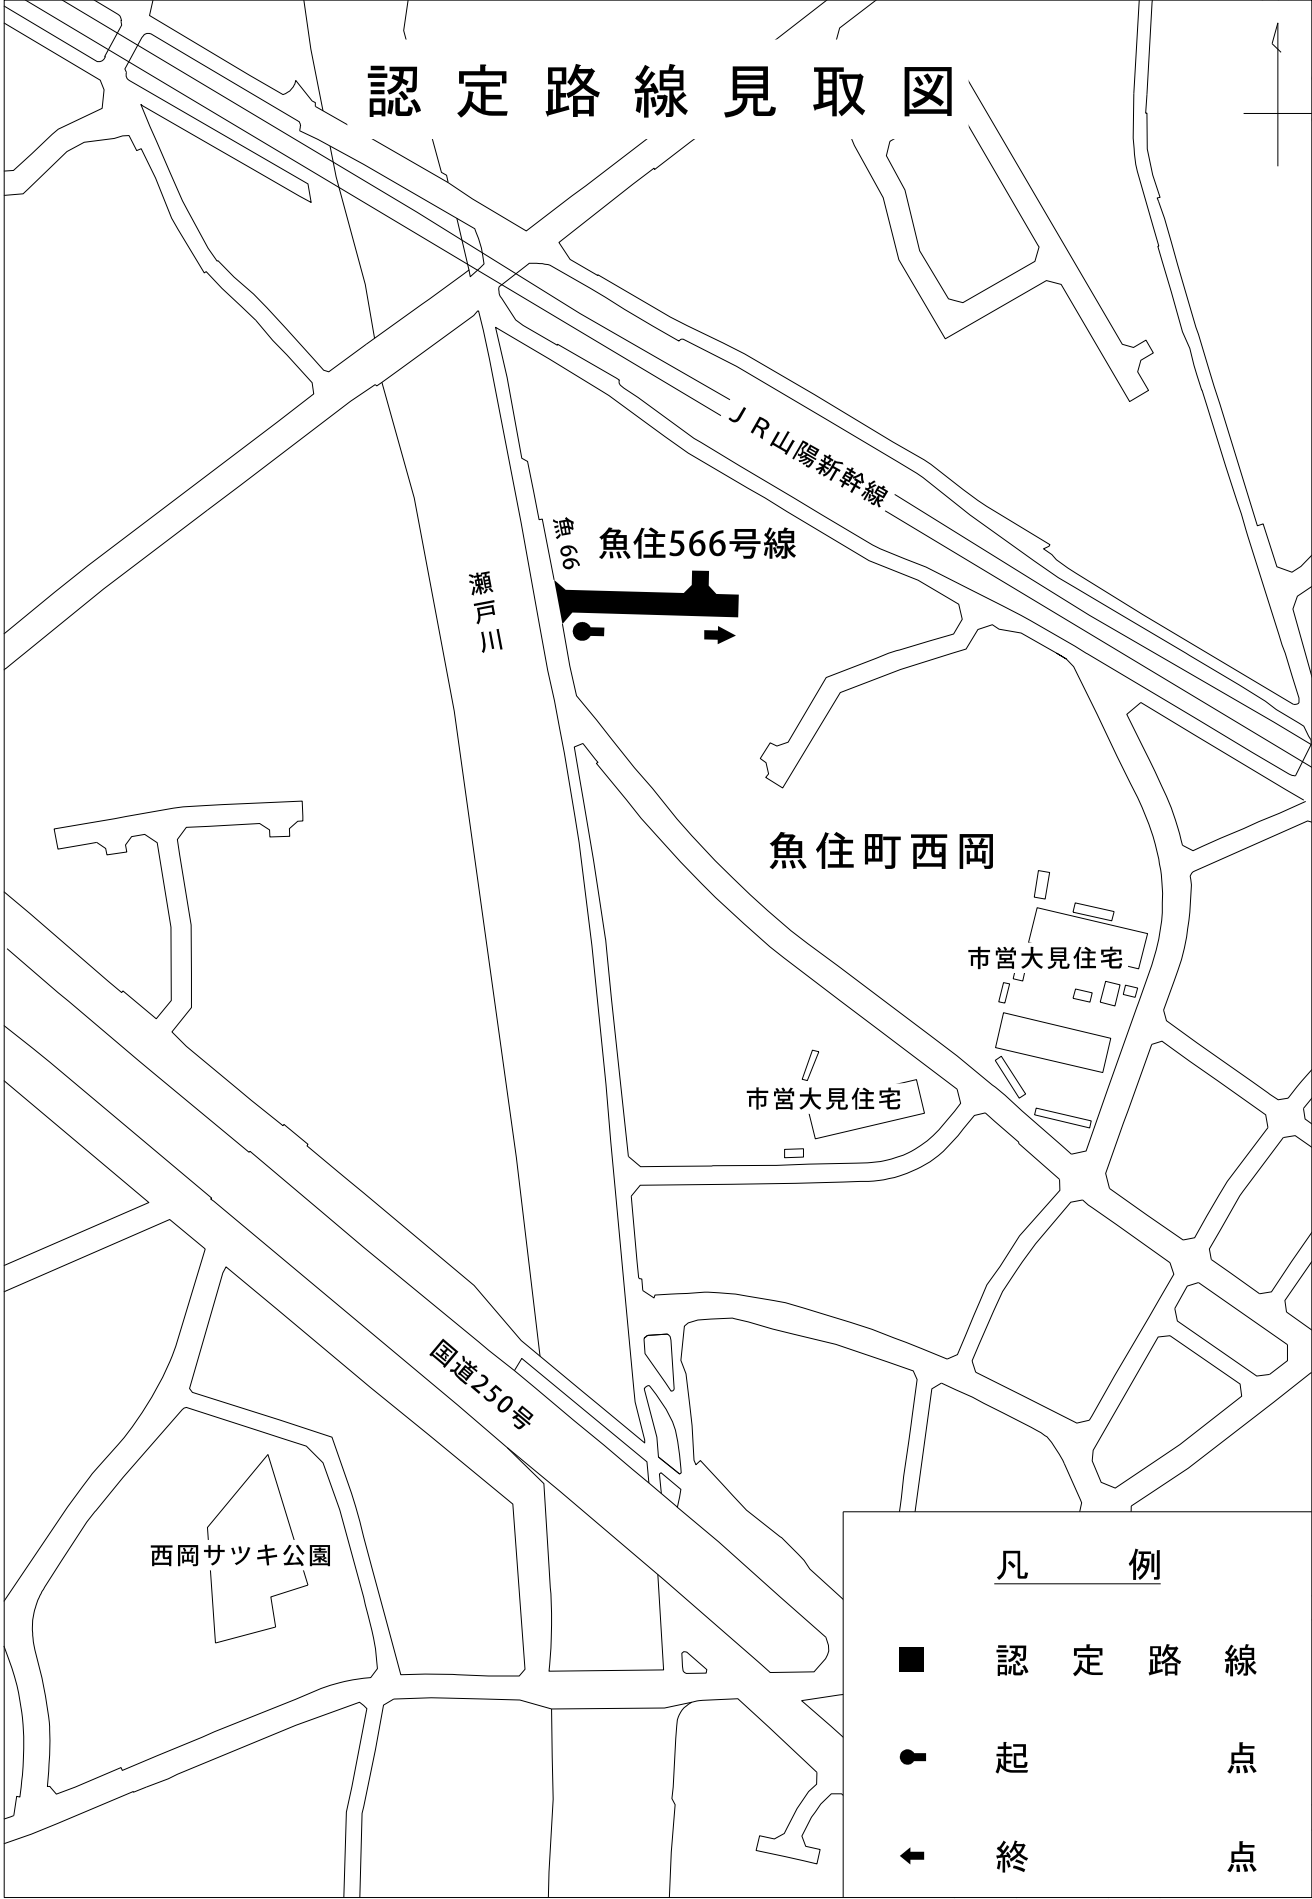 認定路線見取図
JR山陽新幹線
魚66
魚住566号線
瀬戸川
魚住町西岡
市営大見住宅
市営大見住宅
国道250号
西岡サツキ公園
凡例
認定路線
起点
終点